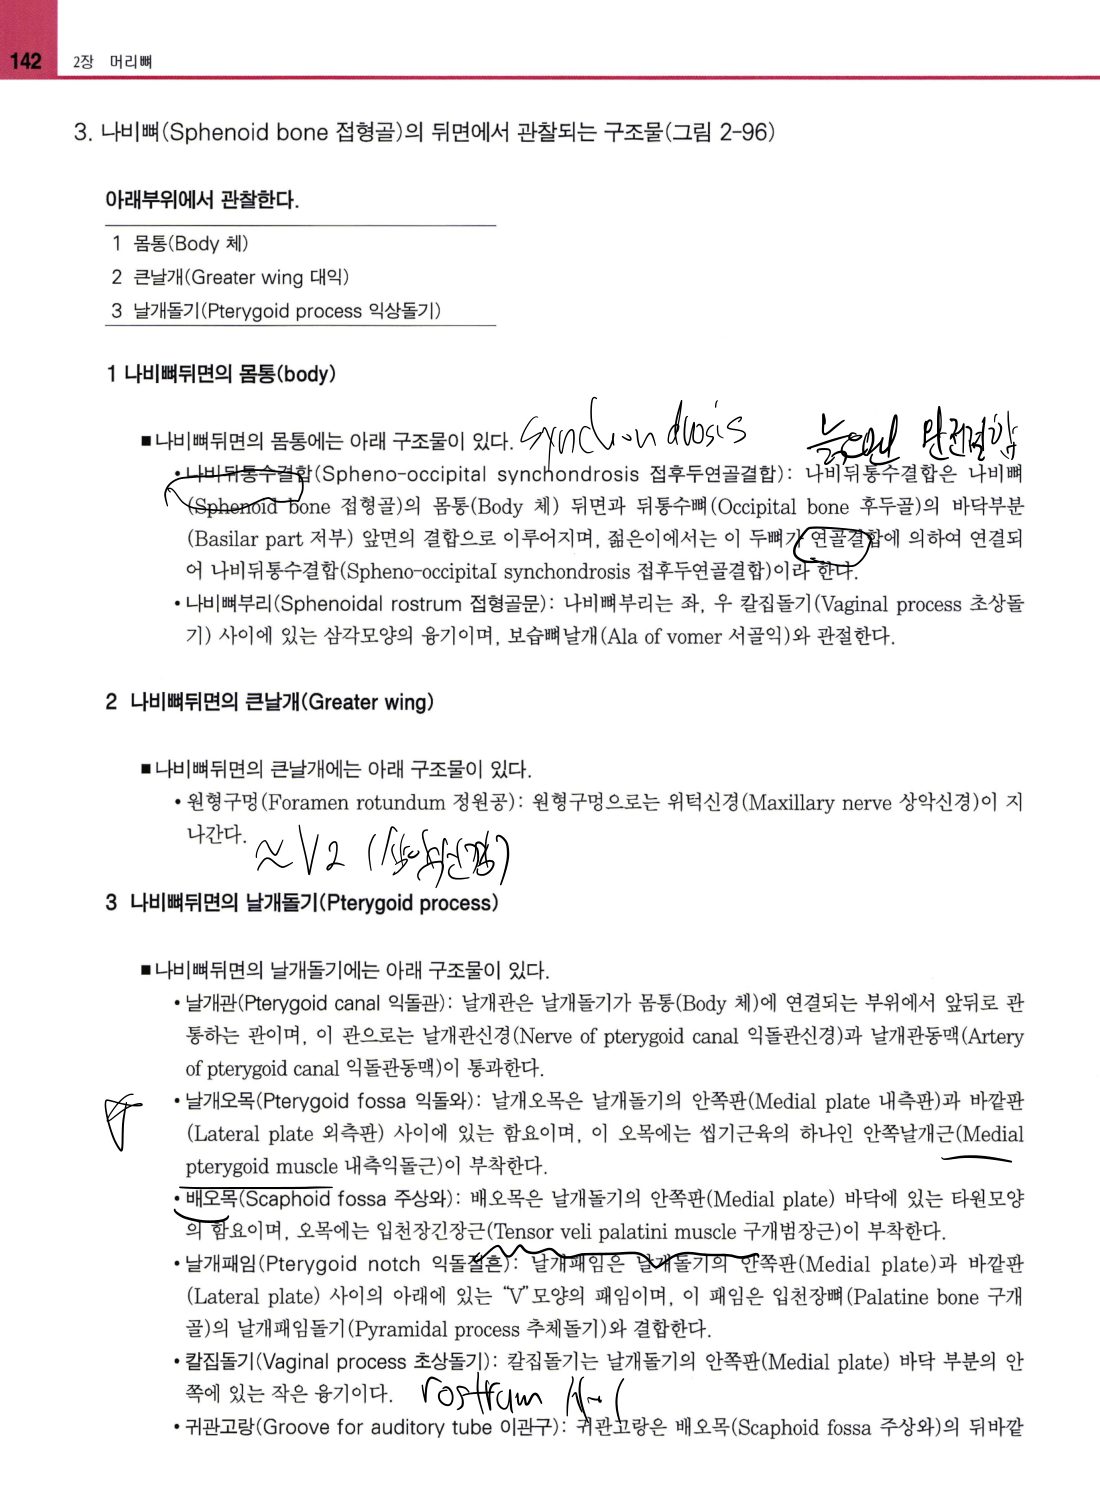 142 2장 머리뼈
3. 나비뼈(Sphenoid bone 접형골)의 뒤면에서 관찰되는 구조물(그림 2-96)
아래부위에서 관찰한다.
1 몸통(Body 체)
2 큰날개(Greater wing 대익)
3 날개돌기(Pterygoid process 익상돌기)
1 나비뼈뒤면의 몸통(body)
■ 나비뼈뒤면의 몸통에는 아래 구조물이 있다. synchondrosis 늙으면 완전결합
• 나비뒤통수결합(Spheno-occipital synchondrosis 접후두연골결합): 나비뒤통수결합은 나비뼈
(Sphenoid bone 접형골)의 몸통(Body 체) 뒤면과 뒤통수뼈(Occipital bone 후두골)의 바닥부분
(Basilar part 저부) 앞면의 결합으로 이루어지며, 젊은이에서는 이 두뼈가 연골결합에 의하여 연결되
어 나비뒤통수결합(Spheno-occipital synchondrosis 접후두연골결합)이라 한다.
• 나비뼈부리(Sphenoidal rostrum 접형골문): 나비뼈부리는 좌, 우 칼집돌기(Vaginal process 초상돌
기) 사이에 있는 삼각모양의 융기이며, 보습뼈날개(Ala of vomer 서골익)와 관절한다.
2 나비뼈뒤면의 큰날개(Greater wing)
■ 나비뼈뒤면의 큰날개에는 아래 구조물이 있다.
• 원형구멍(Foramen rotundum 정원공): 원형구멍으로는 위턱신경(Maxillary nerve 상악신경)이 지
나간다.
≈ V2 (상악신경)
3 나비뼈뒤면의 날개돌기(Pterygoid process)
■ 나비뼈뒤면의 날개돌기에는 아래 구조물이 있다.
• 날개관(Pterygoid canal 익돌관): 날개관은 날개돌기가 몸통(Body 체)에 연결되는 부위에서 앞뒤로 관
통하는 관이며, 이 관으로는 날개관신경(Nerve of pterygoid canal 익돌관신경)과 날개관동맥(Artery
of pterygoid canal 익돌관동맥)이 통과한다.
• 날개오목(Pterygoid fossa 익돌와): 날개오목은 날개돌기의 안쪽판(Medial plate 내측판)과 바깥판
(Lateral plate 외측판) 사이에 있는 함요이며, 이 오목에는 씹기근육의 하나인 안쪽날개근(Medial
pterygoid muscle 내측익돌근)이 부착한다.
• 배오목(Scaphoid fossa 주상와): 배오목은 날개돌기의 안쪽판(Medial plate) 바닥에 있는 타원모양
의 함요이며, 오목에는 입천장긴장근(Tensor veli palatini muscle 구개범장근)이 부착한다.
• 날개패임(Pterygoid notch 익돌절흔): 날개패임은 날개돌기의 안쪽판(Medial plate)과 바깥판
(Lateral plate) 사이의 아래에 있는 “V”모양의 패임이며, 이 패임은 입천장뼈(Palatine bone 구개
골)의 날개패임돌기(Pyramidal process 추체돌기)와 결합한다.
• 칼집돌기(Vaginal process 초상돌기): 칼집돌기는 날개돌기의 안쪽판(Medial plate) 바닥 부분의 안
쪽에 있는 작은 융기이다. rostrum
• 귀관고랑(Groove for auditory tube 이관구): 귀관고랑은 배오목(Scaphoid fossa 주상와)의 뒤바깥